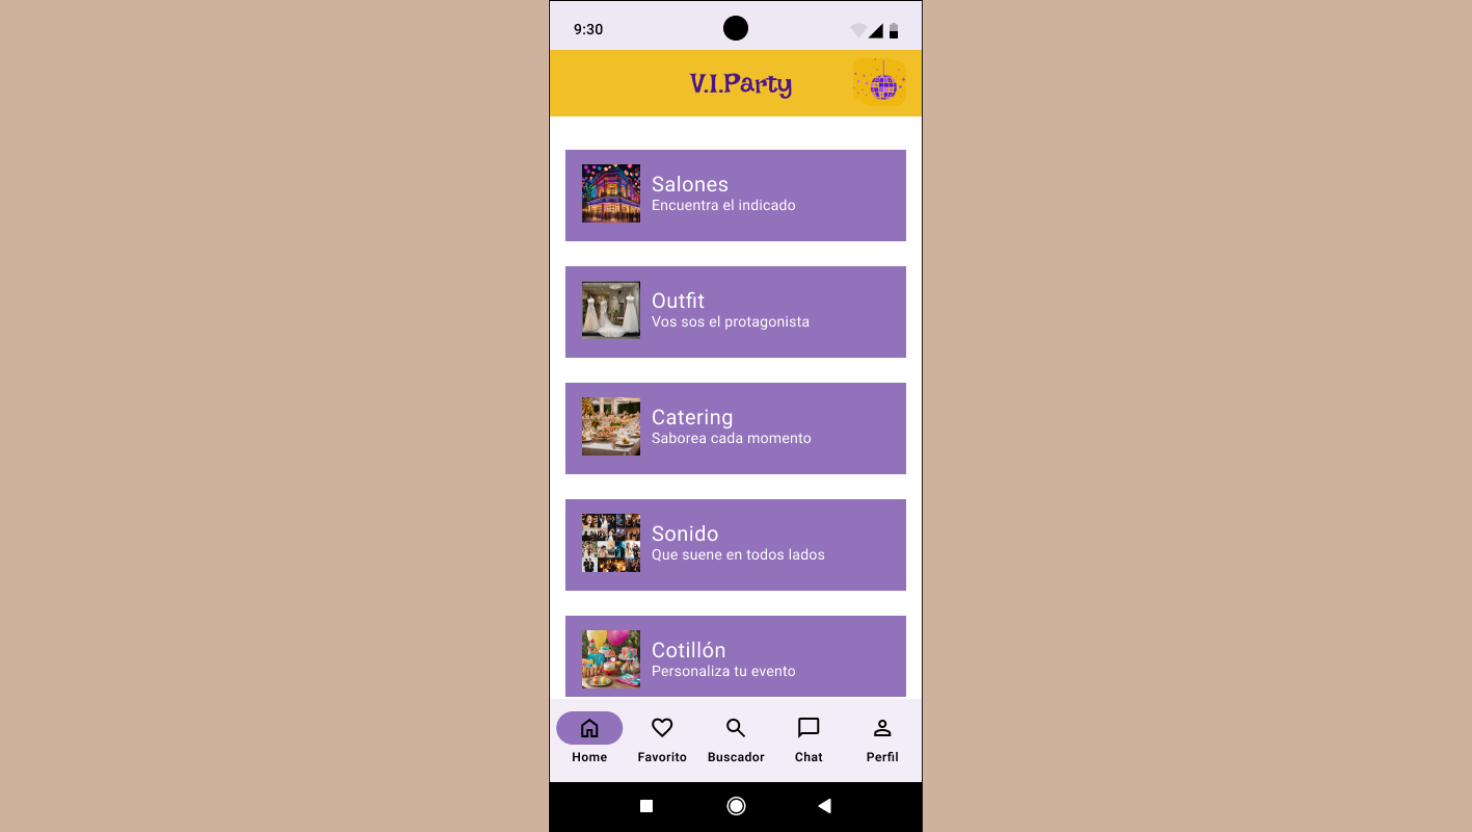 9:30
V.I.Party
Salones
Encuentra el indicado
Outfit
Vos sos el protagonista
Catering
Saborea cada momento
Sonido
Que suene en todos lados
Cotillón
Personaliza tu evento
Home
Favorito
Buscador
Chat
Perfil